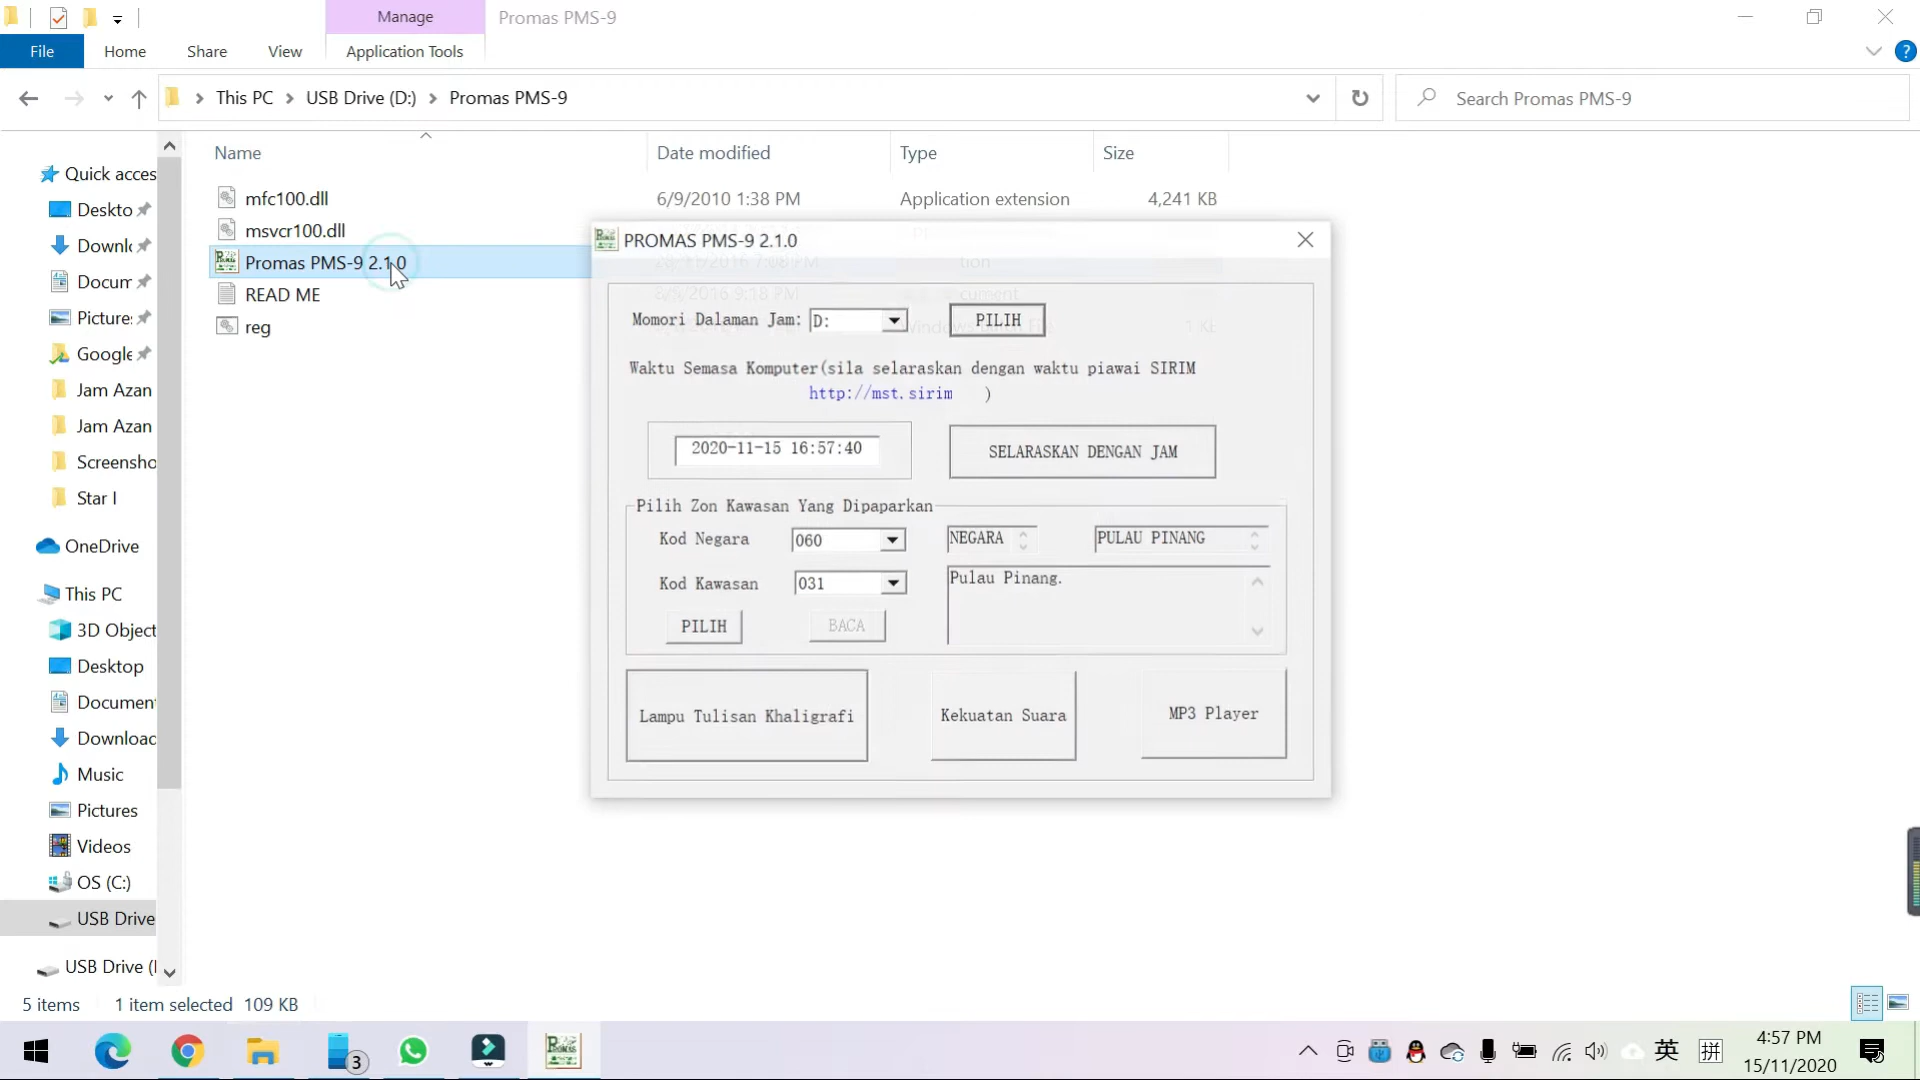 Manage
Promas PMS-9
File
Home
Share
View
Application Tools
This PC
USB Drive (D:)
Promas PMS-9
Search Promas PMS-9
Name
Date modified
Type
Size
Quick acces
Deskto
Downlo
Docum
Picture
Google
Jam Azan
Jam Azan
Screensho
Star I
OneDrive
This PC
3D Object
Desktop
Document
Downloac
Music
Pictures
Videos
OS (C:)
USB Drive
USB Drive (I
mfc100.dll
6/9/2010 1:38 PM
Application extension
4,241 KB
msvcr100.dll
Promas PMS-9 2.1.0
READ ME
reg
PROMAS PMS-9 2.1.0
Momori Dalaman Jam:
D:
PILIH
Waktu Semasa Komputer(sila selaraskan dengan waktu piawai SIRIM
http://mst.sirim )
2020-11-15 16:57:40
SELARASKAN DENGAN JAM
Pilih Zon Kawasan Yang Dipaparkan
Kod Negara
060
NEGARA
PULAU PINANG
Kod Kawasan
031
Pulau Pinang.
PILIH
BACA
Lampu Tulisan Khaligrafi
Kekuatan Suara
MP3 Player
5 items
1 item selected
109 KB
3
英
拼
4:57 PM
15/11/2020